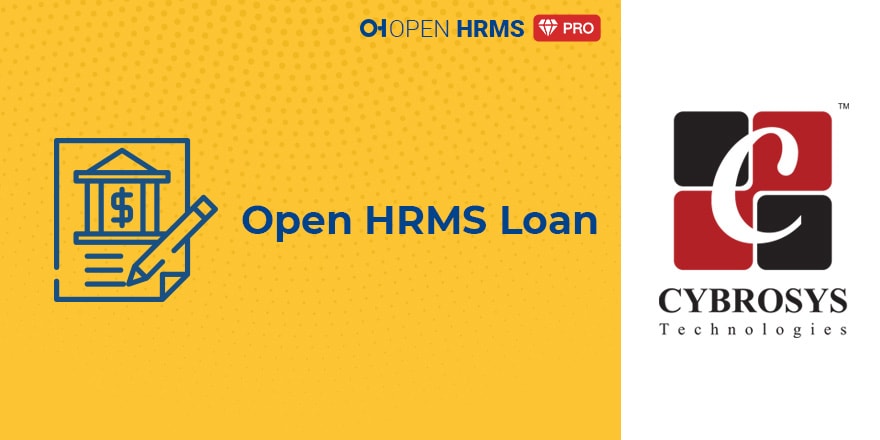 OH OPEN HRMS PRO
Open HRMS Loan
$
C
TM
CYBROSYS
Technologies